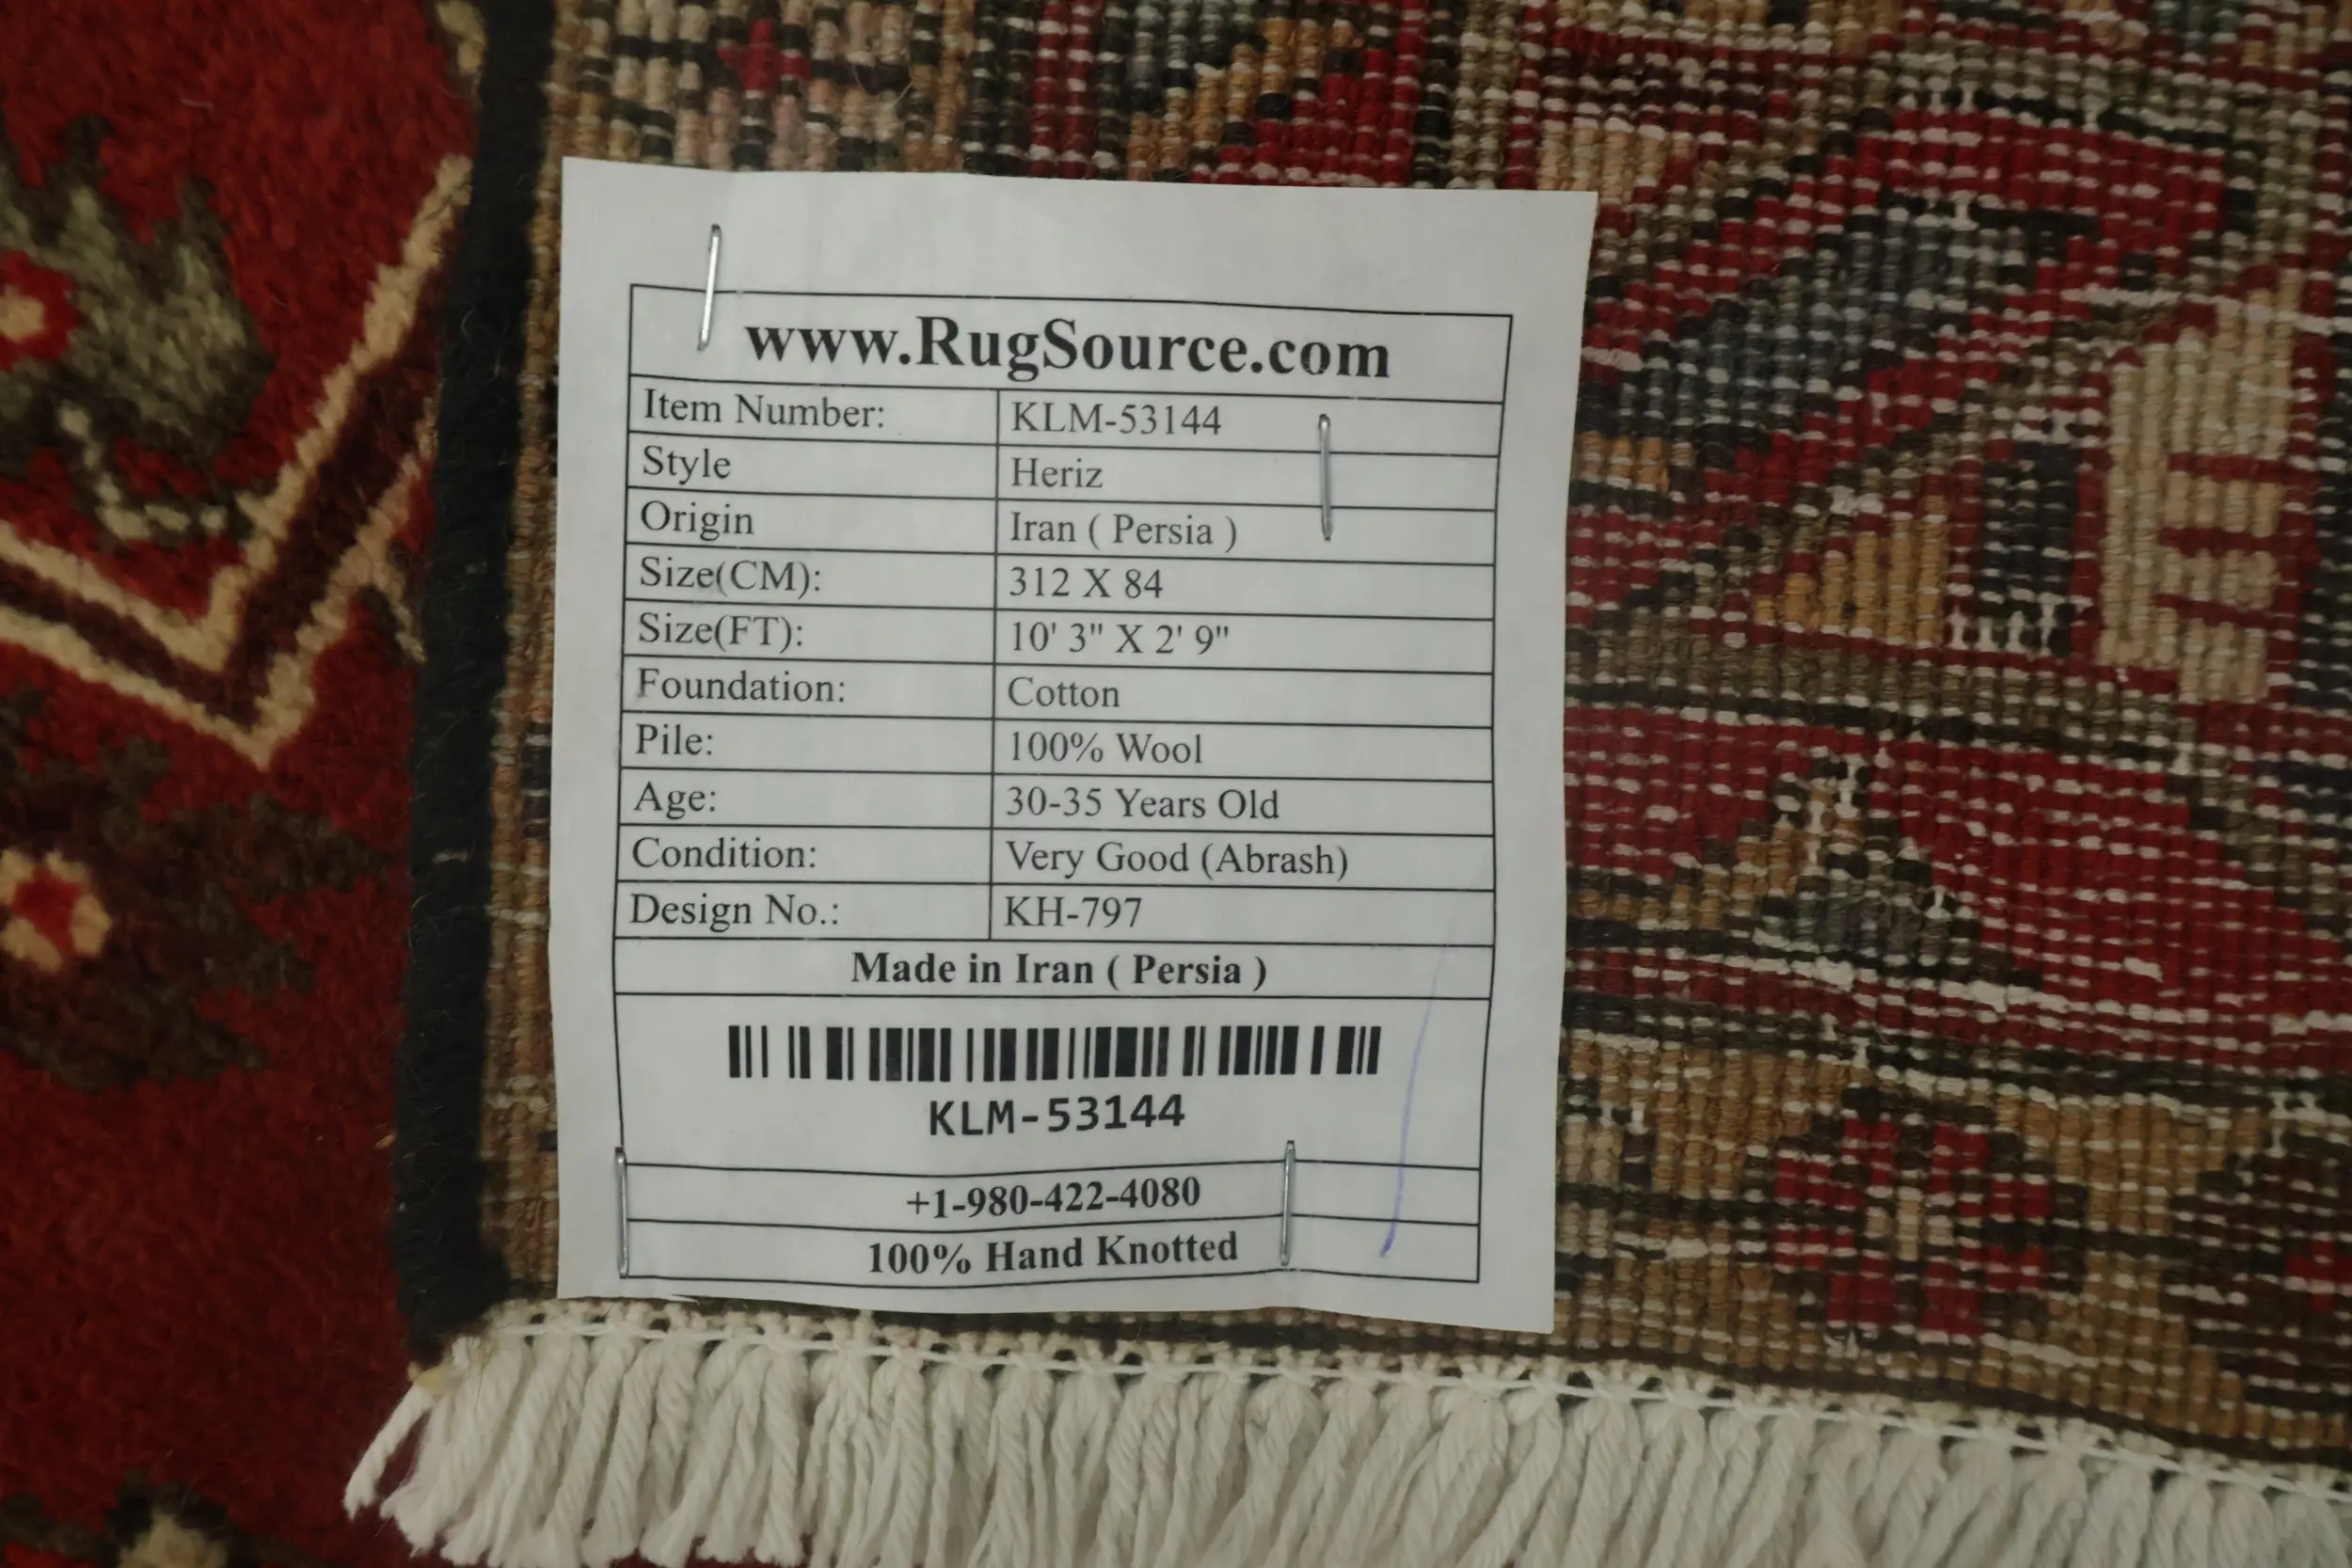 www.RugSource.com
Item Number: KLM-53144
Style Heriz
Origin Iran ( Persia )
Size(CM): 312 X 84
Size(FT): 10' 3" X 2' 9"
Foundation: Cotton
Pile: 100% Wool
Age: 30-35 Years Old
Condition: Very Good (Abrash)
Design No.: KH-797
Made in Iran ( Persia )
KLM-53144
+1-980-422-4080
100% Hand Knotted